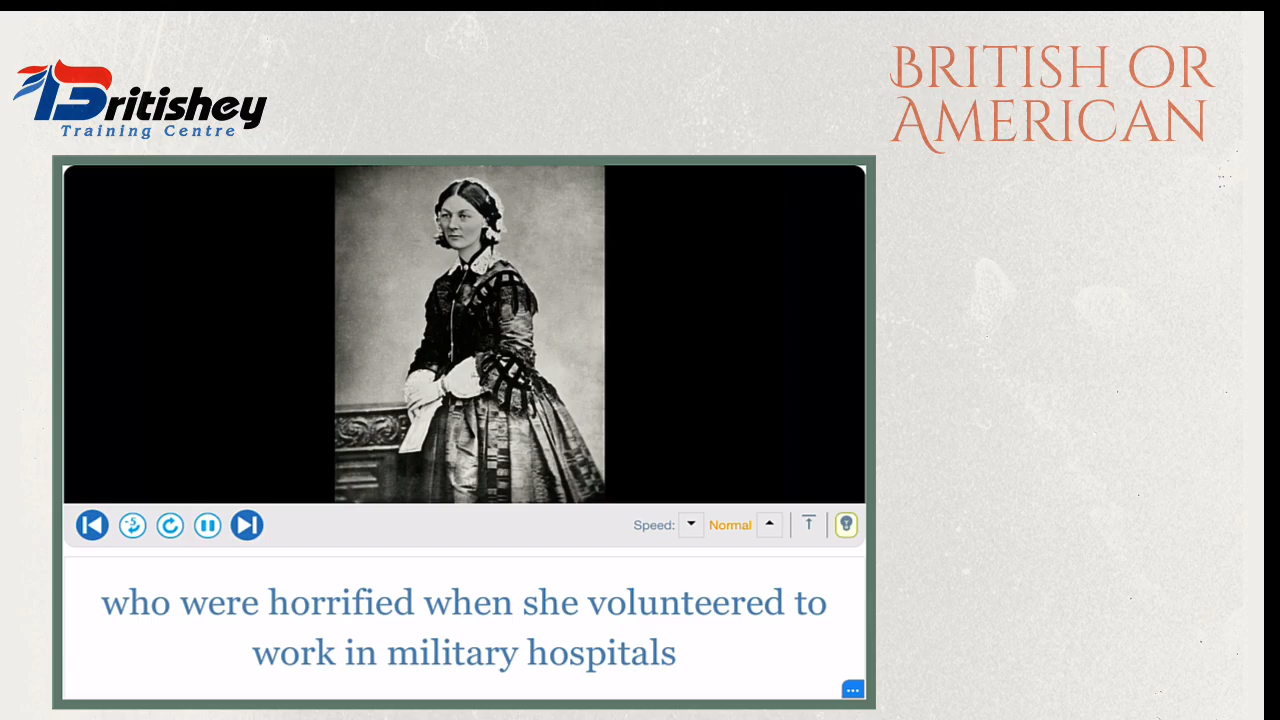 Britishey
Training Centre
BRITISH OR
AMERICAN
5
Speed:
Normal
who were horrified when she volunteered to
work in military hospitals